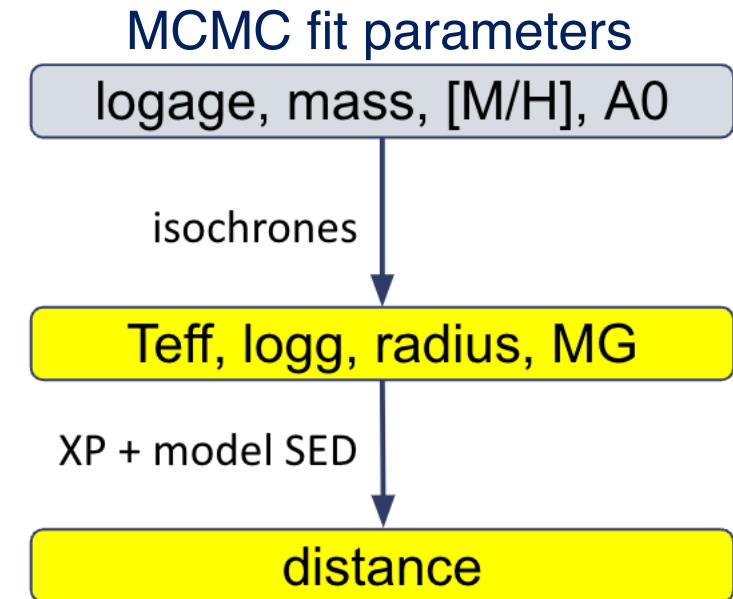 MCMC fit parameters
logage, mass, [M/H], A0
isochrones
Teff, logg, radius, MG
XP + model SED
distance